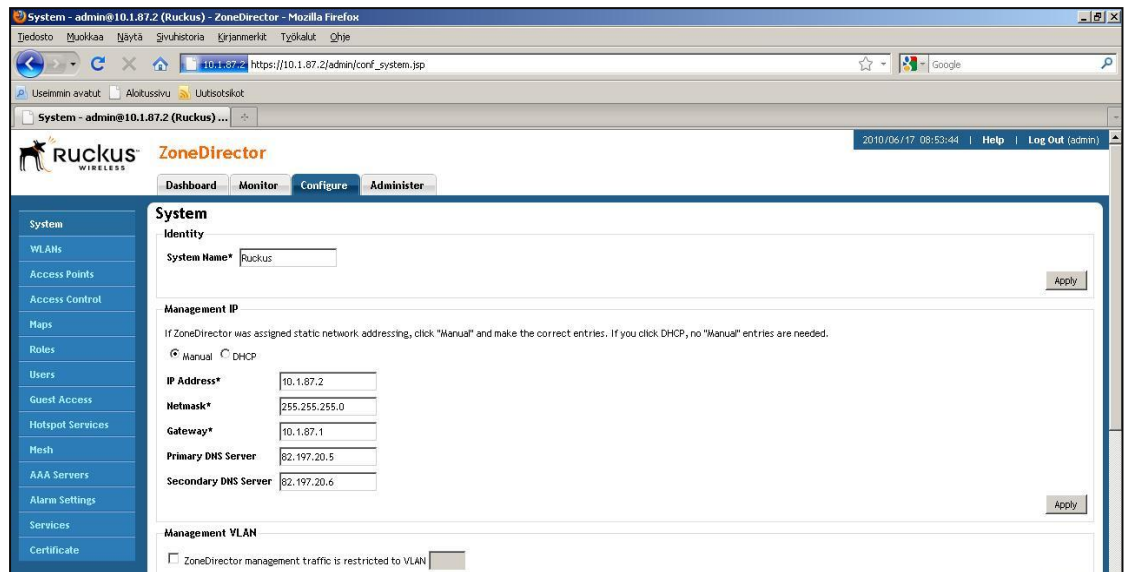 System - admin@10.1.87.2 (Ruckus) - ZoneDirector - Mozilla Firefox
Tiedosto Muokkaa Näytä Sivuhistoria Kirjanmerkit Työkalut Ohje
10.1.87.2 https://10.1.87.2/admin/conf_system.jsp Google
Useimmin avatut Aloitussivu Uutisotsikot
System - admin@10.1.87.2 (Ruckus) ...
2010/06/17 08:53:44 | Help | Log Out (admin)
RUCKUS WIRELESS
ZoneDirector
Dashboard Monitor Configure Administer
System
WLANs
Access Points
Access Control
Maps
Roles
Users
Guest Access
Hotspot Services
Mesh
AAA Servers
Alarm Settings
Services
Certificate
System
Identity
System Name* Ruckus
Apply
Management IP
If ZoneDirector was assigned static network addressing, click "Manual" and make the correct entries. If you click DHCP, no "Manual" entries are needed.
Manual DHCP
IP Address* 10.1.87.2
Netmask* 255.255.255.0
Gateway* 10.1.87.1
Primary DNS Server 82.197.20.5
Secondary DNS Server 82.197.20.6
Apply
Management VLAN
ZoneDirector management traffic is restricted to VLAN